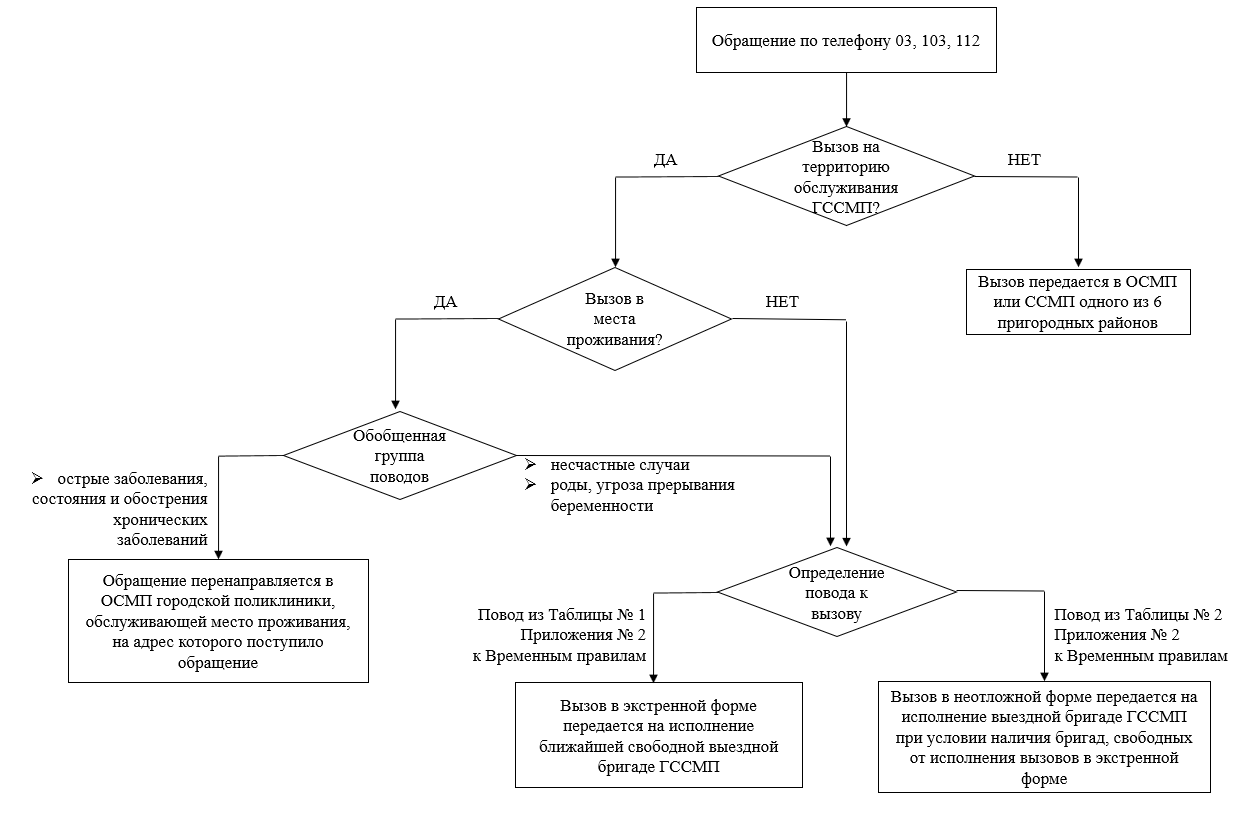 Обращение по телефону 03, 103, 112
Вызов на
территорию
обслуживания
ГССМП?
ДА
НЕТ
Вызов передается в ОСМП
или ССМП одного из 6
пригородных районов
Вызов в
места
проживания?
ДА
НЕТ
Обобщенная
группа
поводов
острые заболевания,
состояния и обострения
хронических
заболеваний
несчастные случаи
роды, угроза прерывания
беременности
Обращение перенаправляется в
ОСМП городской поликлиники,
обслуживающей место проживания,
на адрес которого поступило
обращение
Определение
повода к
вызову
Повод из Таблицы № 1
Приложения № 2
к Временным правилам
Повод из Таблицы № 2
Приложения № 2
к Временным правилам
Вызов в экстренной форме
передается на исполнение
ближайшей свободной выездной
бригаде ГССМП
Вызов в неотложной форме передается на
исполнение выездной бригаде ГССМП
при условии наличия бригад, свободных
от исполнения вызовов в экстренной
форме